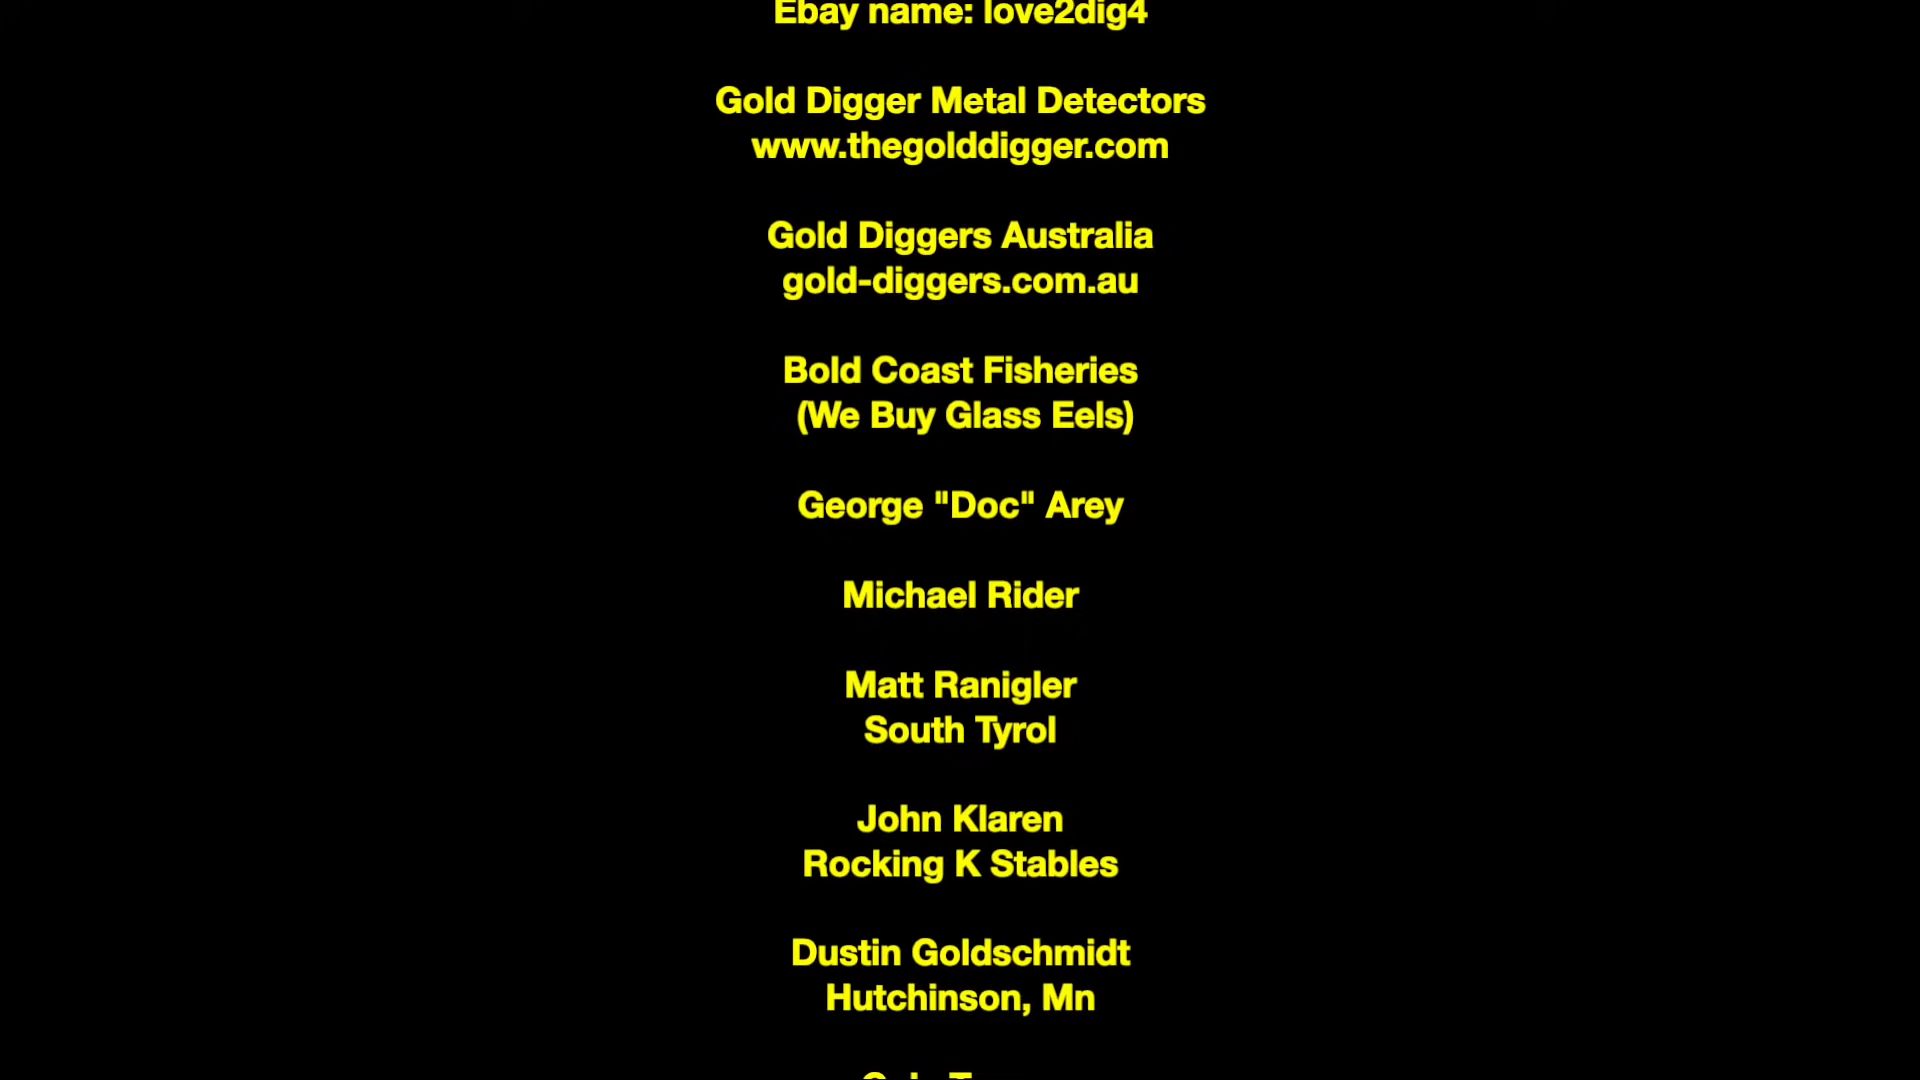 Ebay name: love2dig4
Gold Digger Metal Detectors
www.thegolddigger.com
Gold Diggers Australia
gold-diggers.com.au
Bold Coast Fisheries
(We Buy Glass Eels)
George "Doc" Arey
Michael Rider
Matt Ranigler
South Tyrol
John Klaren
Rocking K Stables
Dustin Goldschmidt
Hutchinson, Mn